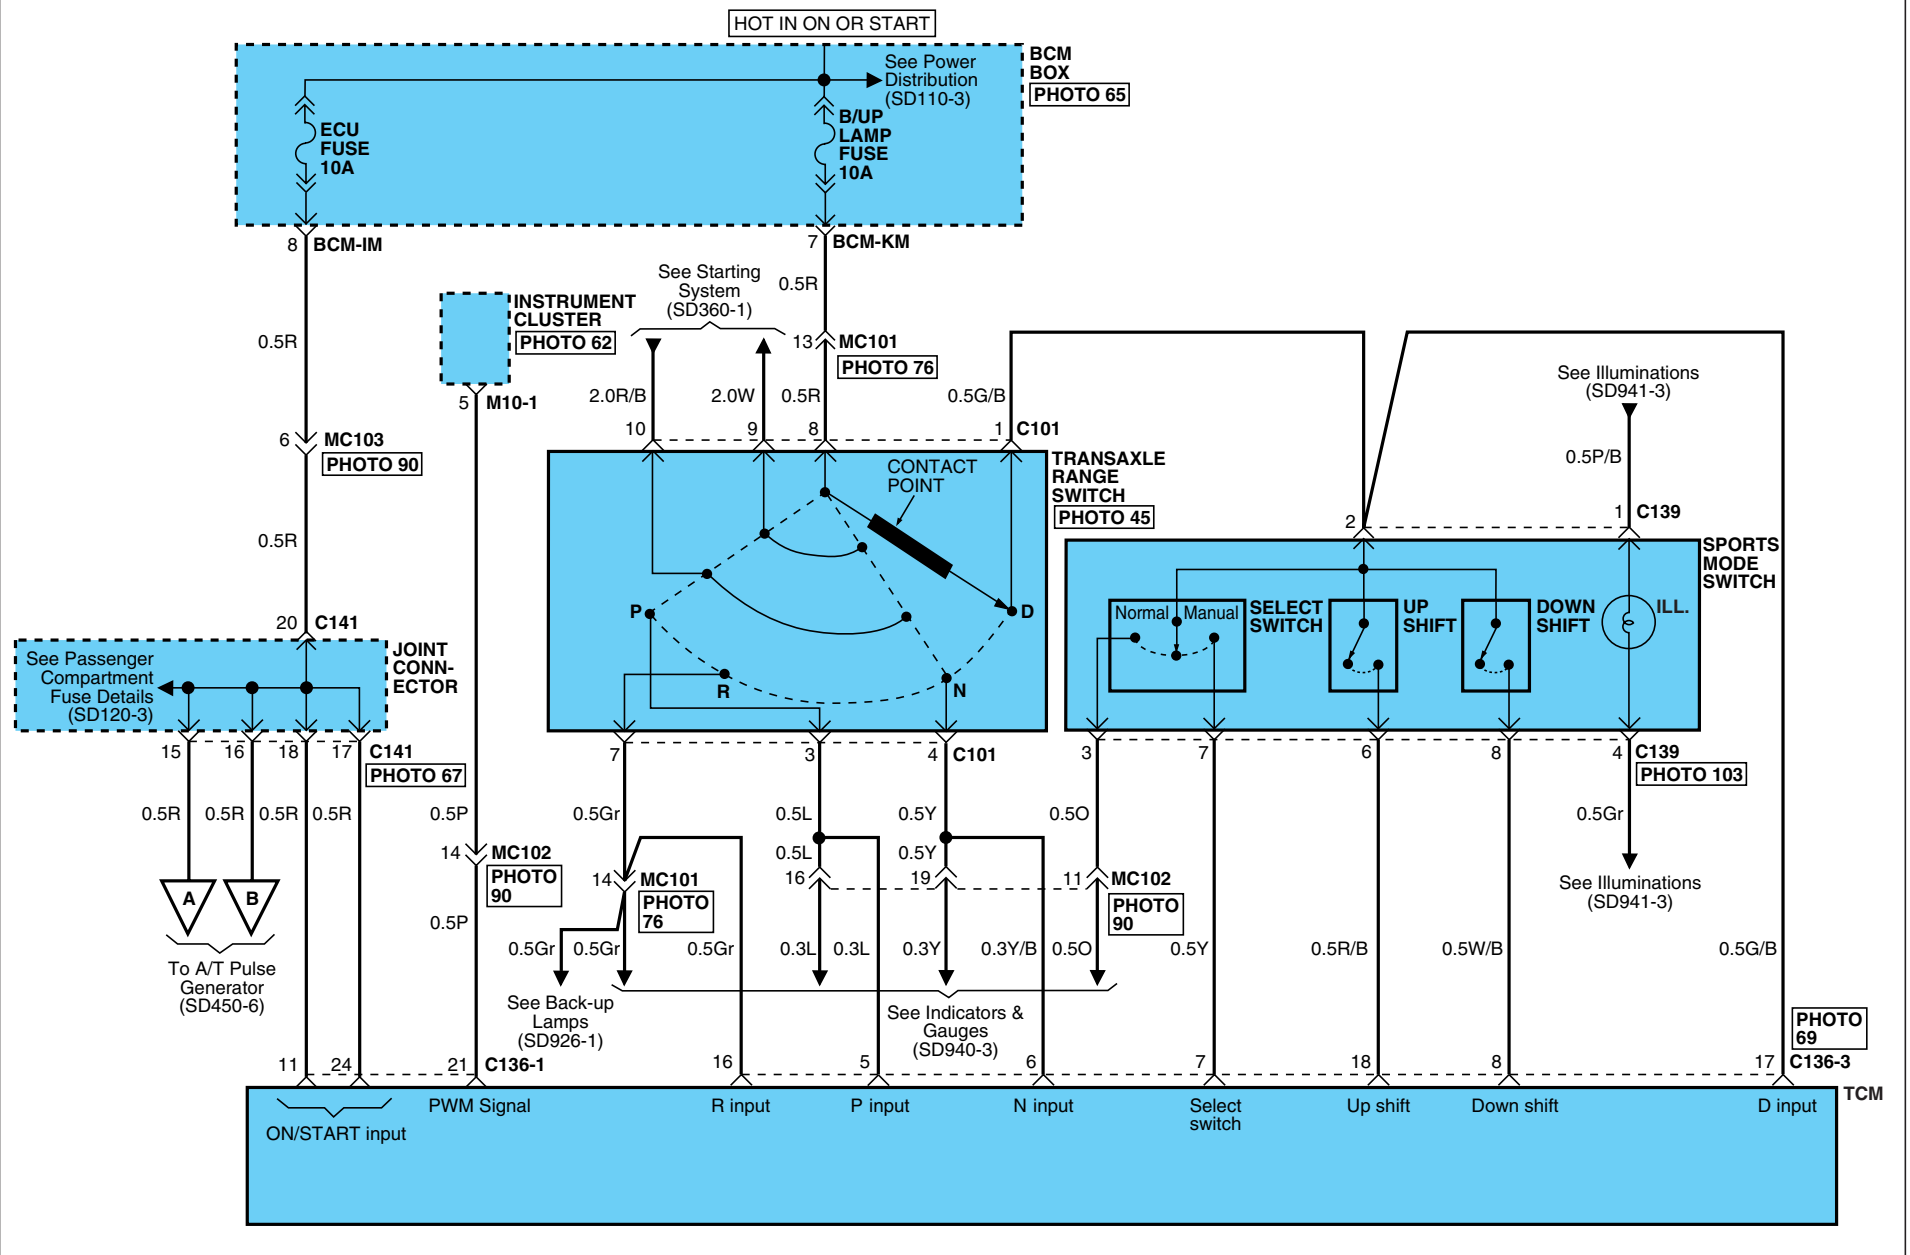 HOT IN ON OR START
See Power
Distribution
(SD110-3)
BCM
BOX
PHOTO 65
ECU
FUSE
10A
B/UP
LAMP
FUSE
10A
8 BCM-IM
7 BCM-KM
0.5R
0.5R
See Starting
System
(SD360-1)
INSTRUMENT
CLUSTER
PHOTO 62
13 MC101
PHOTO 76
See Illuminations
(SD941-3)
5 M10-1
2.0R/B
2.0W
0.5R
0.5G/B
10
9
8
1 C101
6 MC103
PHOTO 90
0.5P/B
CONTACT
POINT
TRANSAXLE
RANGE
SWITCH
PHOTO 45
2
1 C139
0.5R
SPORTS
MODE
SWITCH
P
D
R
N
Normal Manual
SELECT
SWITCH
UP
SHIFT
DOWN
SHIFT
ILL.
20 C141
JOINT
CONN-
ECTOR
See Passenger
Compartment
Fuse Details
(SD120-3)
15
16
18
17 C141
PHOTO 67
7
3
4 C101
3
7
6
8
4 C139
PHOTO 103
0.5R
0.5R
0.5R
0.5R
0.5P
0.5Gr
0.5L
0.5Y
0.5O
0.5Gr
14 MC102
PHOTO
90
0.5L
0.5Y
14 MC101
PHOTO
76
16
19
11 MC102
PHOTO
90
See Illuminations
(SD941-3)
A
B
0.5P
0.5Gr
0.5Gr
0.5Gr
0.3L
0.3L
0.3Y
0.3Y/B
0.5O
0.5Y
0.5R/B
0.5W/B
0.5G/B
To A/T Pulse
Generator
(SD450-6)
See Back-up
Lamps
(SD926-1)
See Indicators &
Gauges
(SD940-3)
PHOTO
69
11
24
21 C136-1
16
5
6
7
18
8
17 C136-3
TCM
ON/START input
PWM Signal
R input
P input
N input
Select
switch
Up shift
Down shift
D input